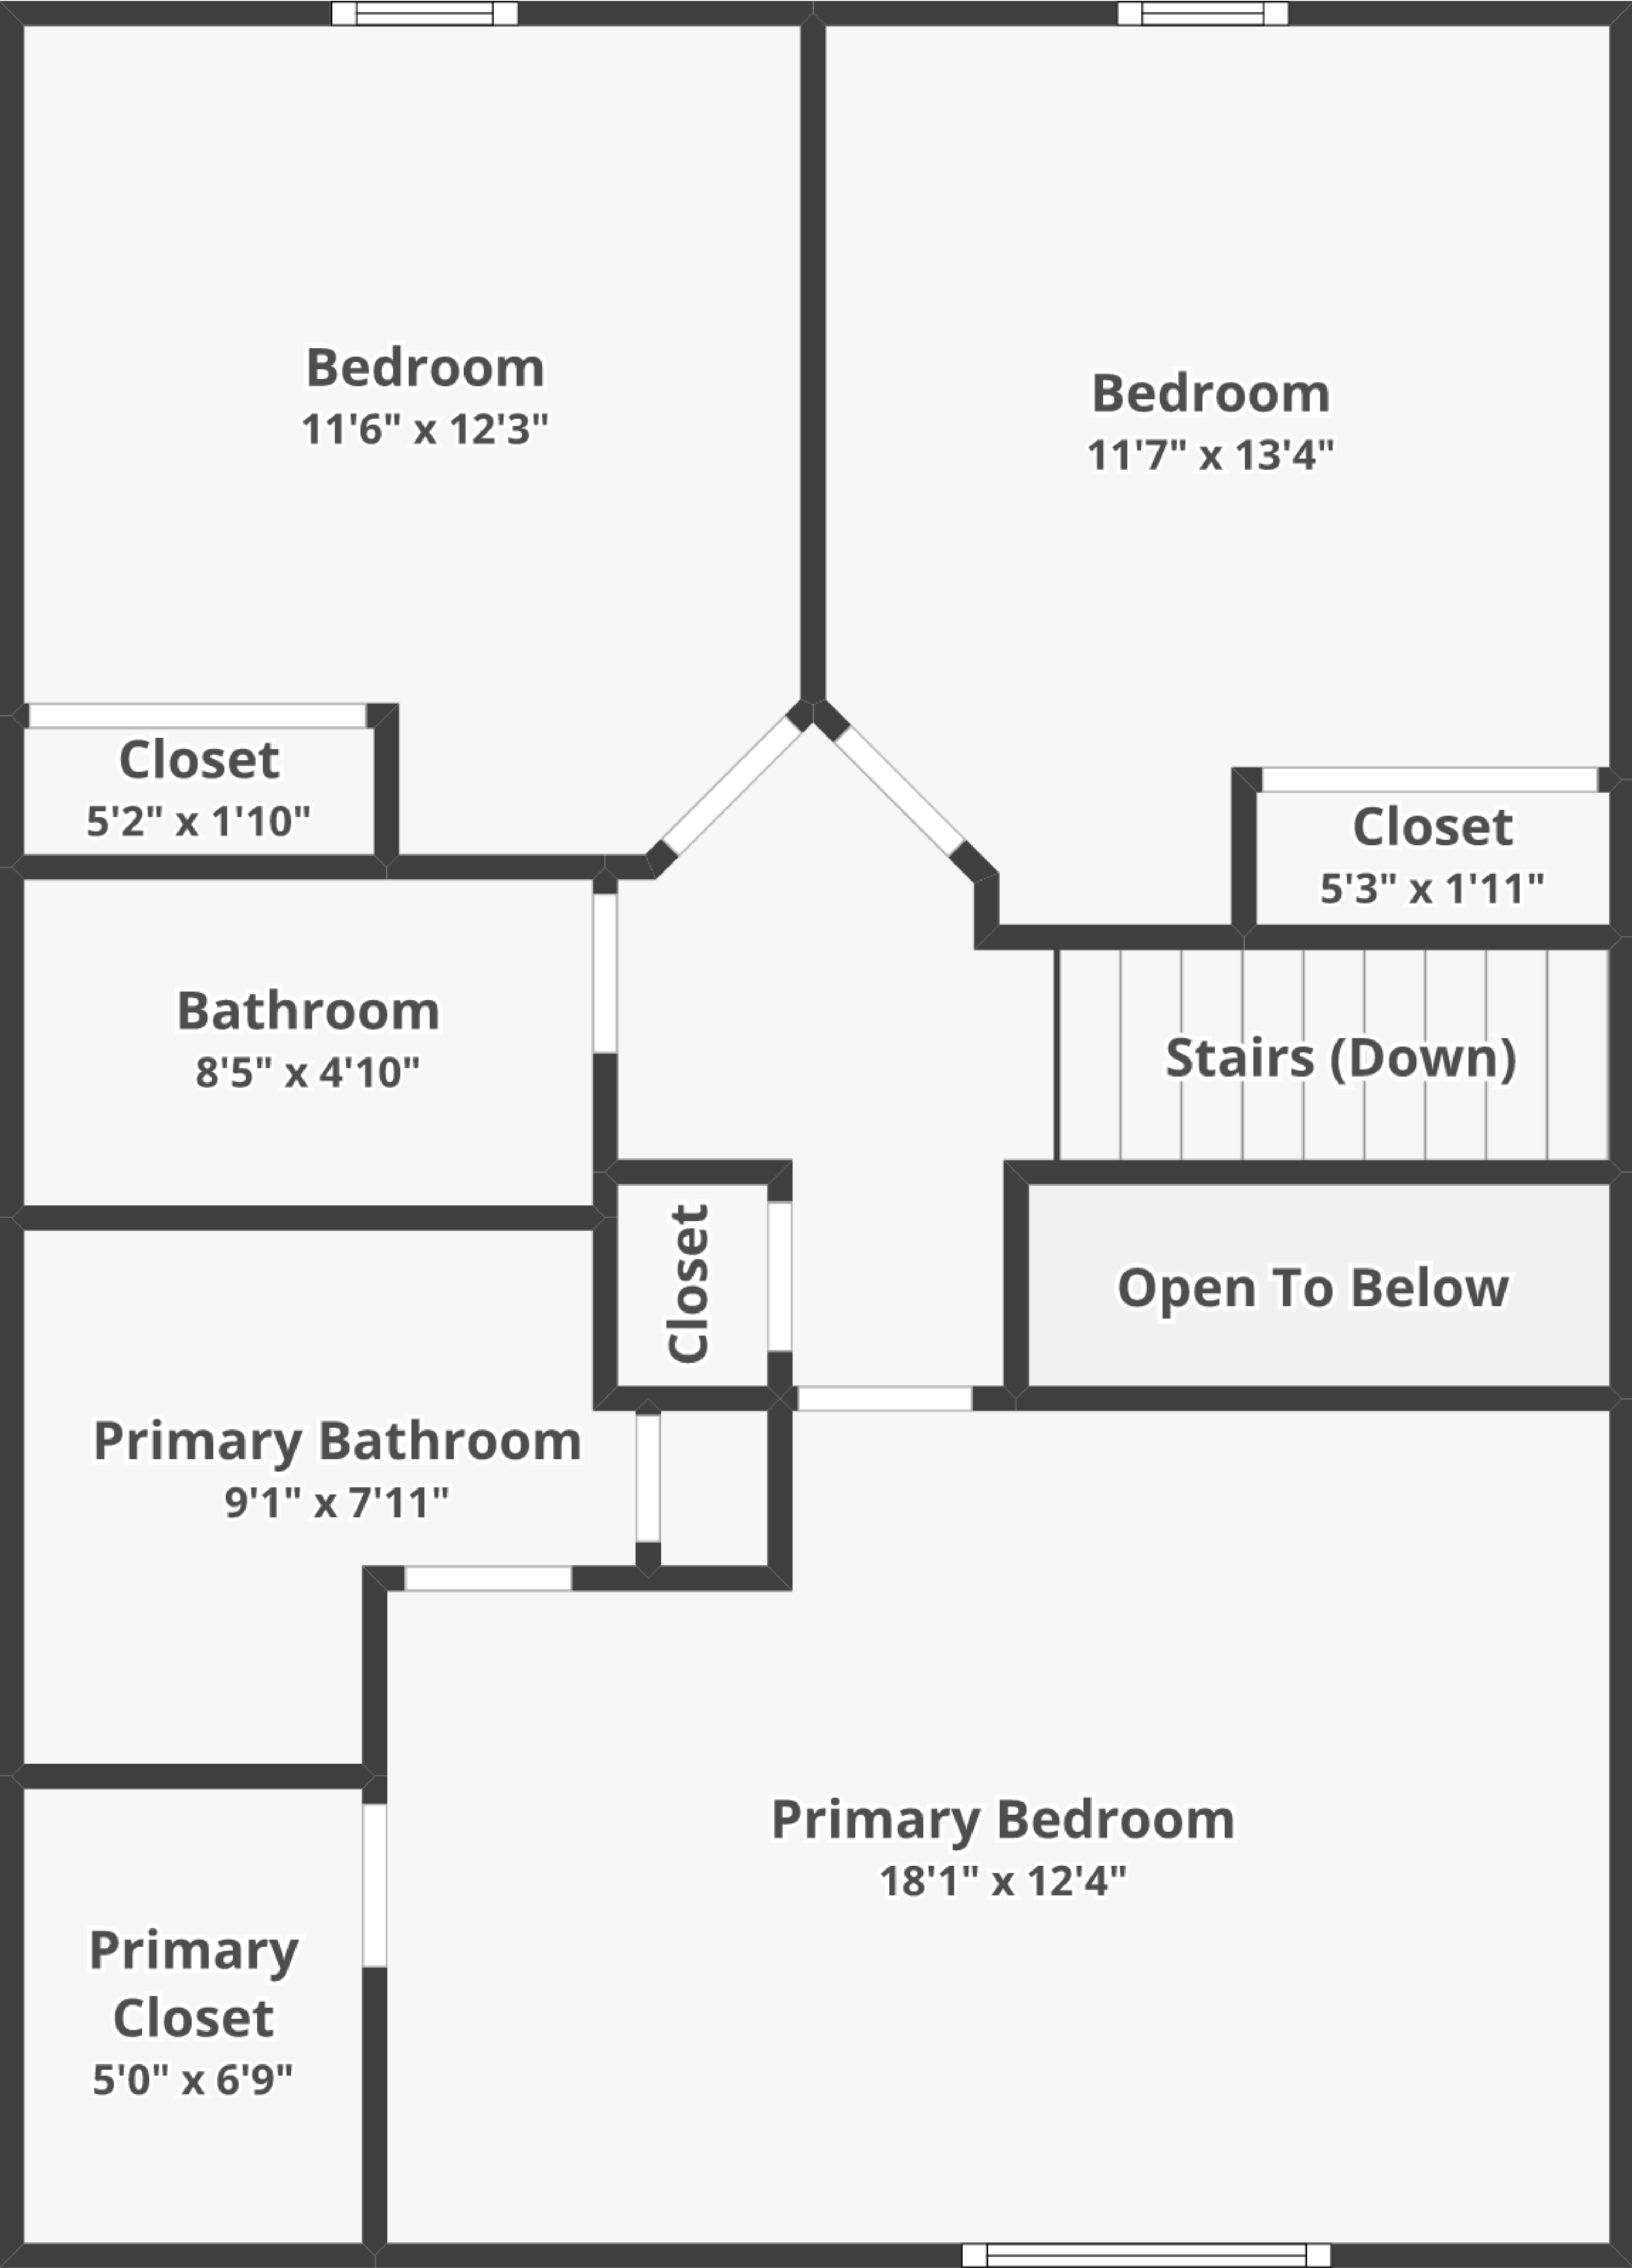 Bedroom
11'6" x 12'3"
Bedroom
11'7" x 13'4"
Closet
5'2" x 1'10"
Closet
5'3" x 1'11"
Bathroom
8'5" x 4'10"
Stairs (Down)
Closet
Open To Below
Primary Bathroom
9'1" x 7'11"
Primary Bedroom
18'1" x 12'4"
Primary
Closet
5'0" x 6'9"